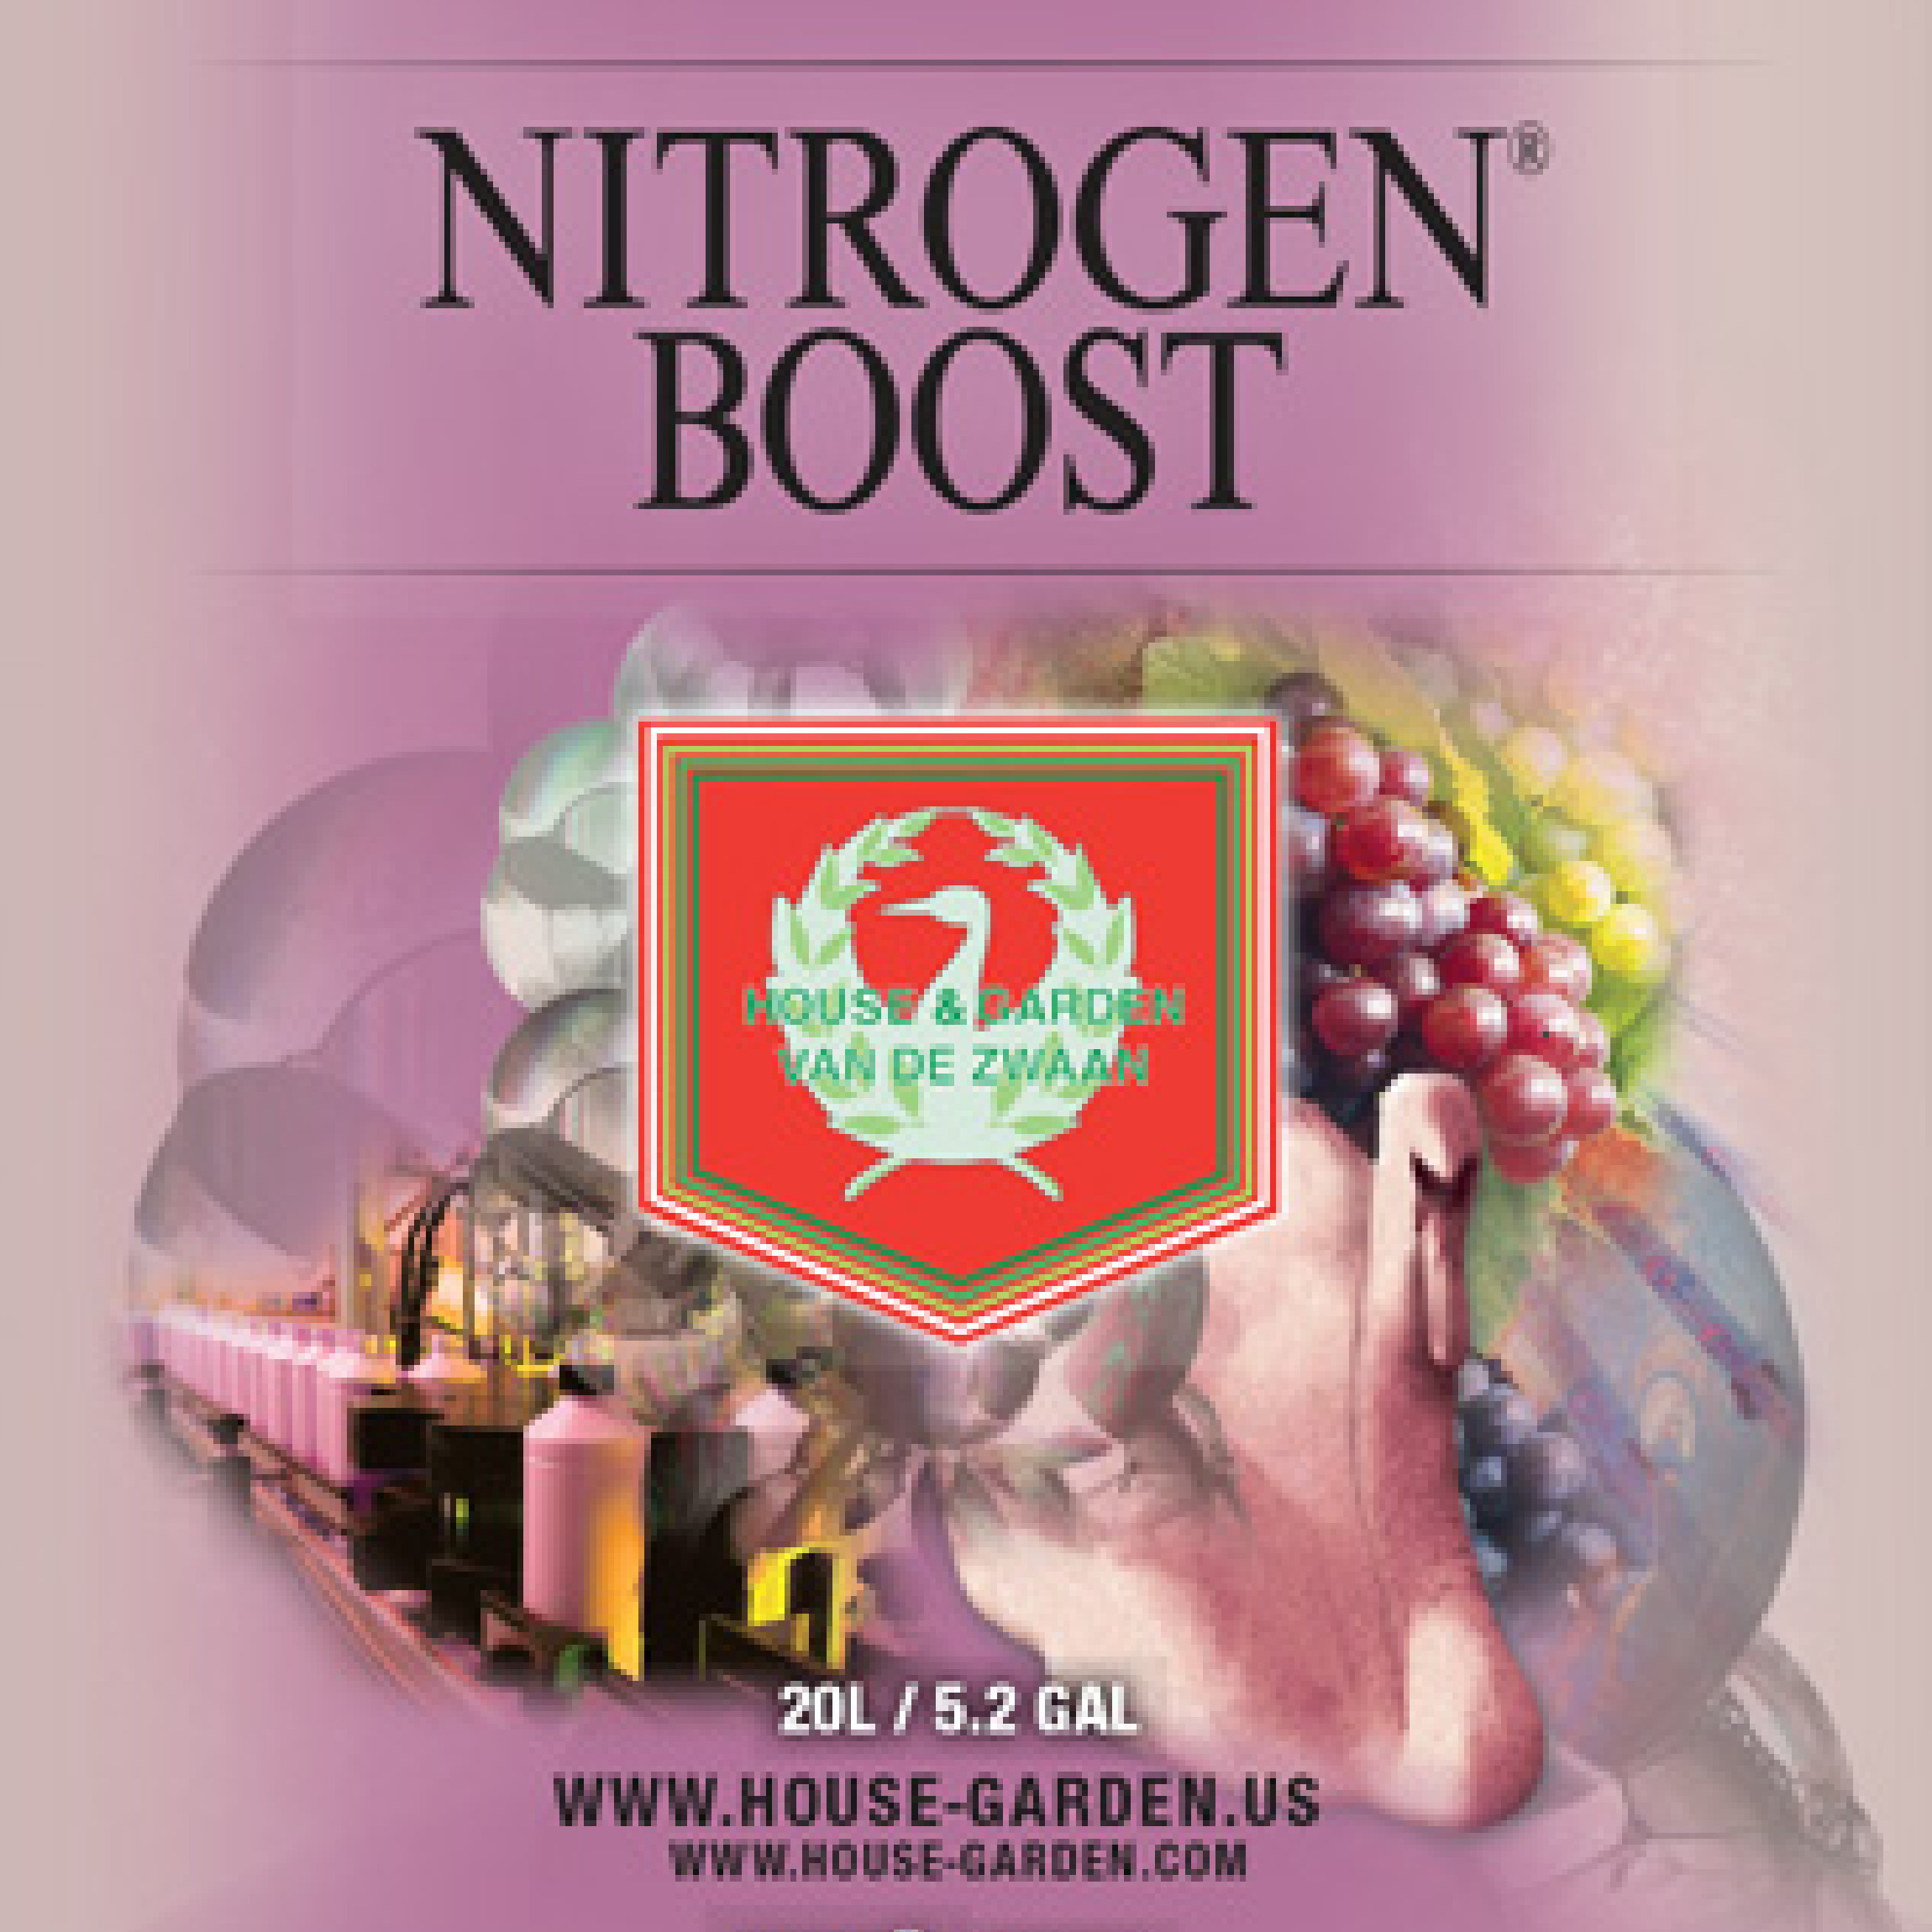 NITROGEN®
BOOST
HOUSE & GARDEN
VAN DE ZWAAN
20L / 5.2 GAL
WWW.HOUSE-GARDEN.US
WWW.HOUSE-GARDEN.COM